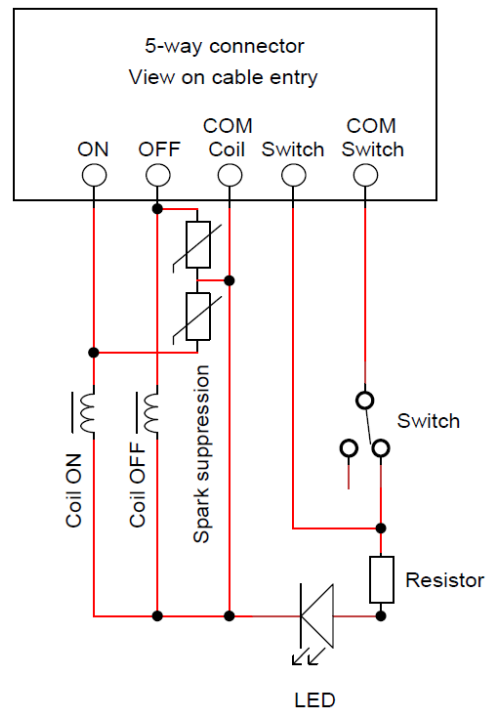 5-way connector
View on cable entry
ON
OFF
COM
Coil
Switch
COM
Switch
Coil ON
Coil OFF
Spark suppression
Switch
Resistor
LED